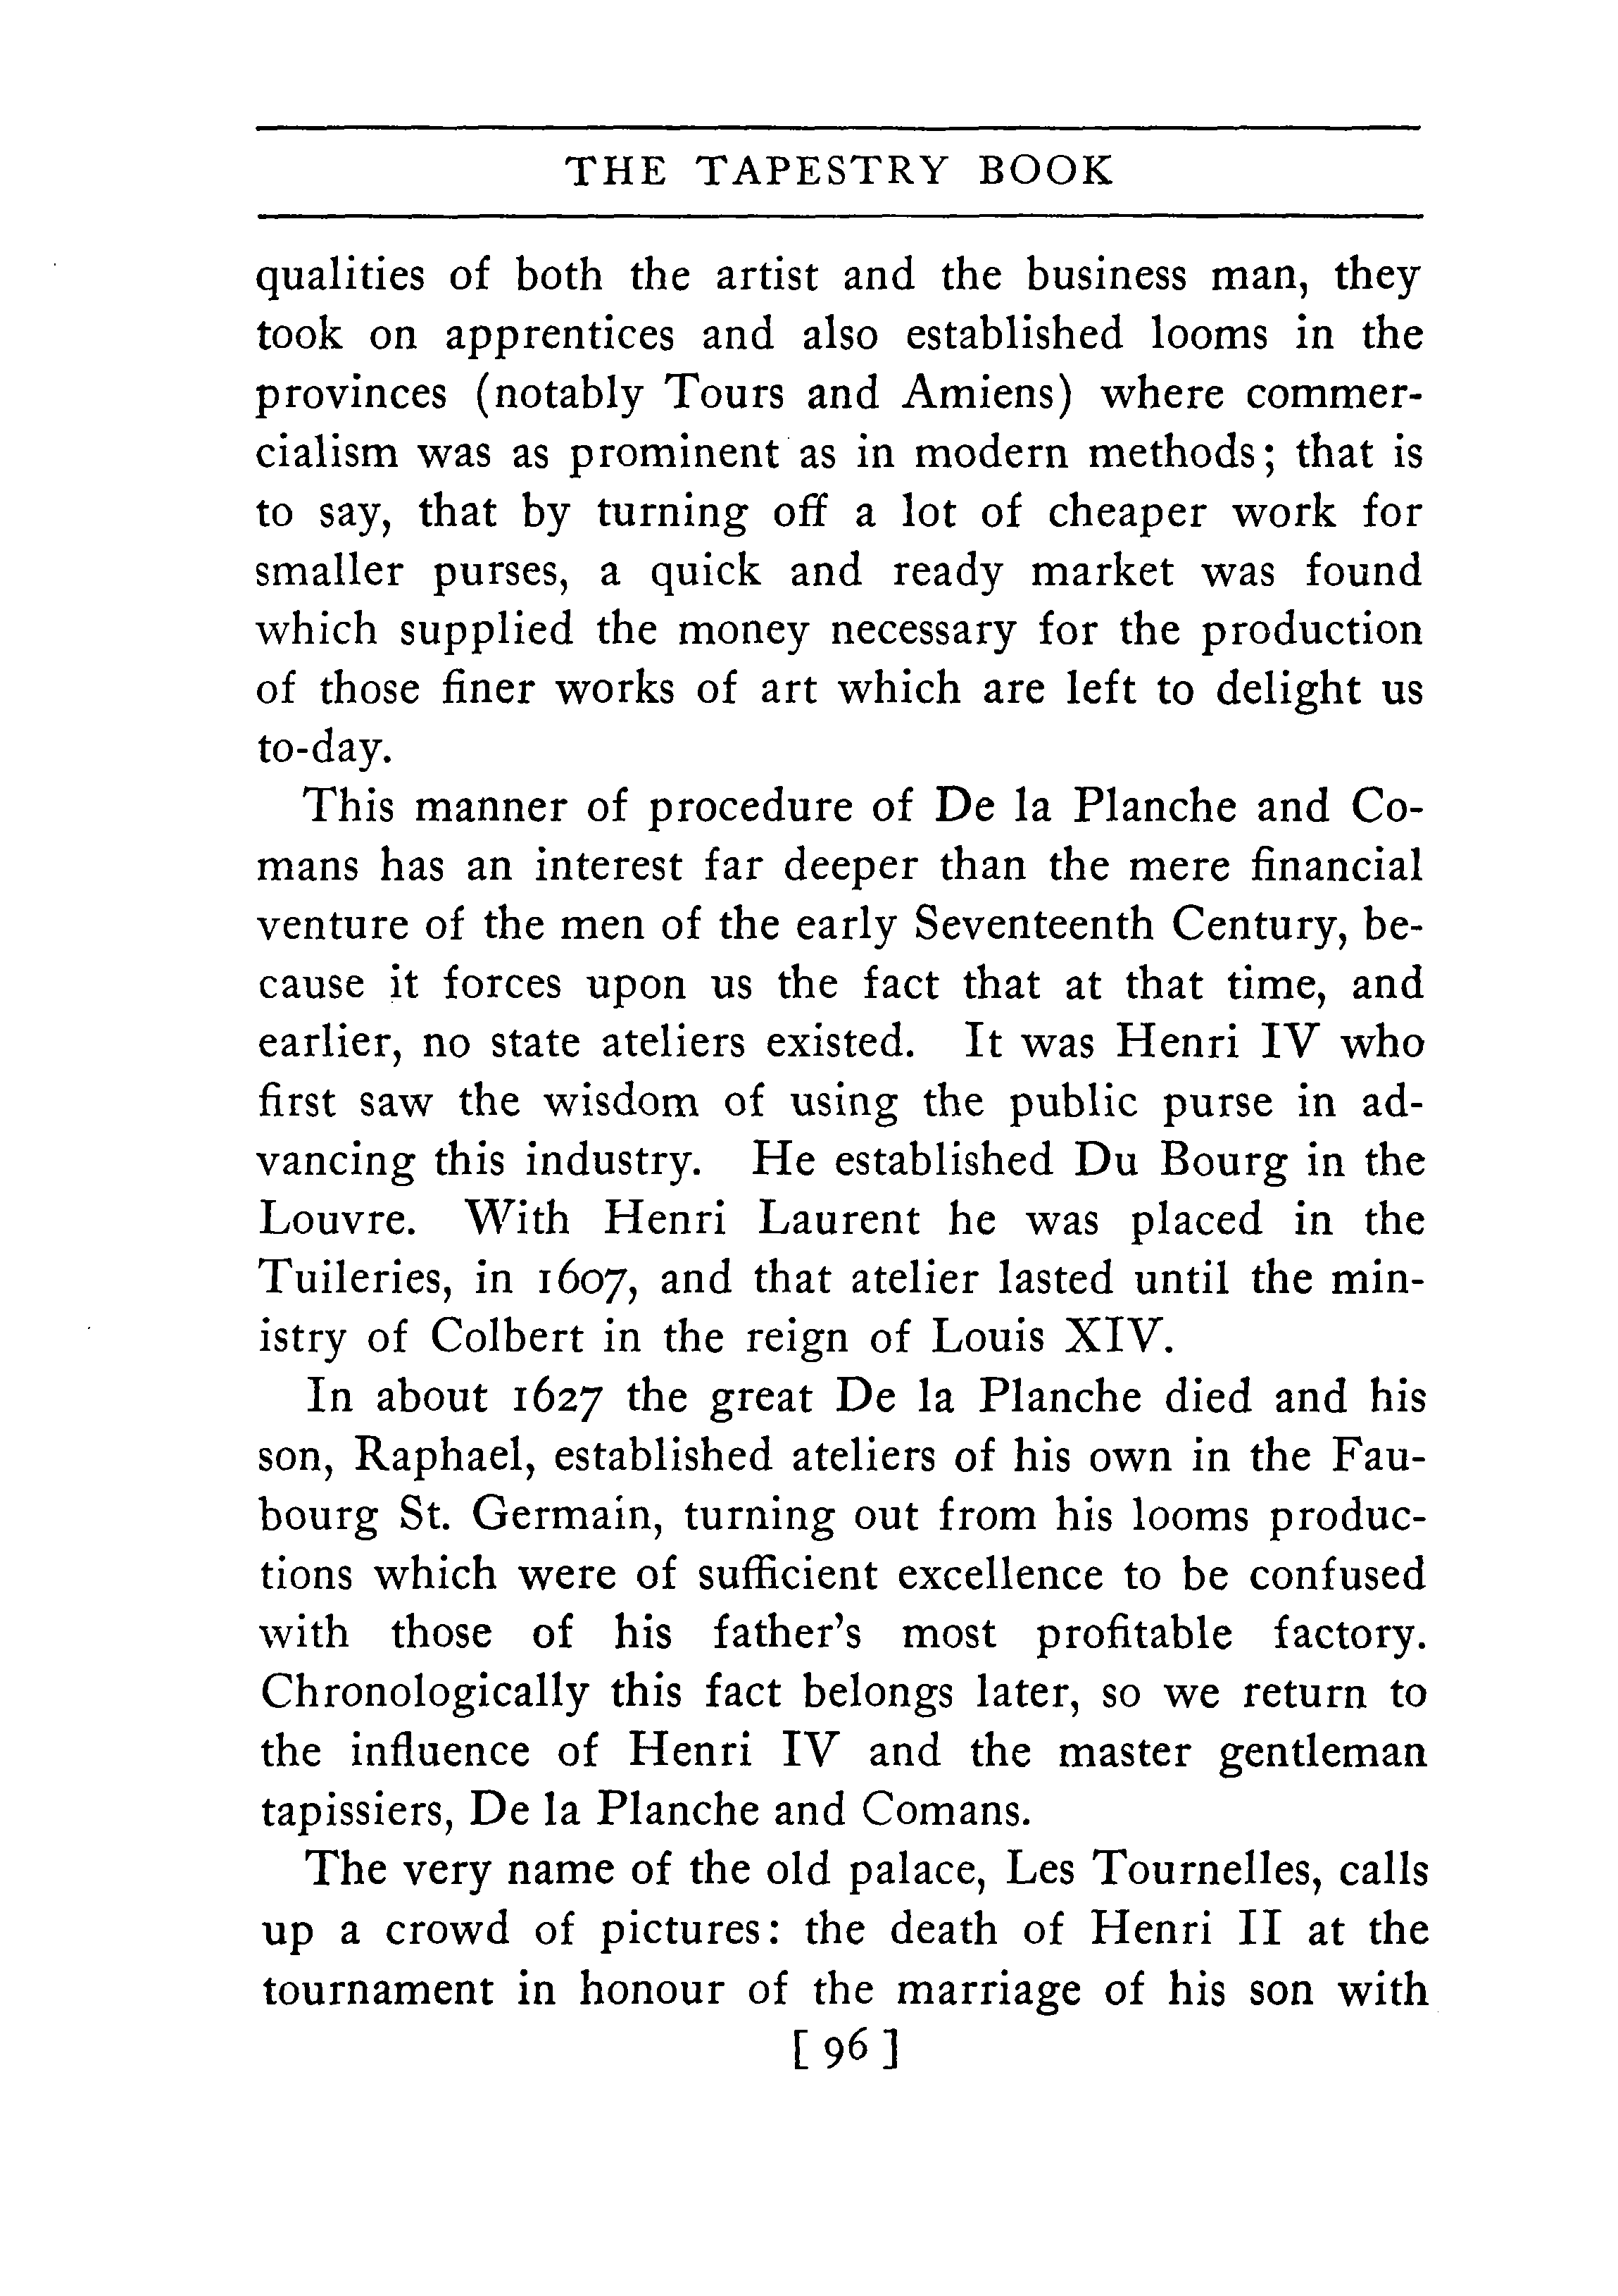 THE TAPESTRY BOOK
qualities of both the artist and the business man, they
took on apprentices and also established looms in the
provinces (notably Tours and Amiens) where commer-
cialism was as prominent as in modern methods; that is
to say, that by turning off a lot of cheaper work for
smaller purses, a quick and ready market was found
which supplied the money necessary for the production
of those finer works of art which are left to delight us
to-day.
This manner of procedure of De la Planche and Co-
mans has an interest far deeper than the mere financial
venture of the men of the early Seventeenth Century, be-
cause it forces upon us the fact that at that time, and
earlier, no state ateliers existed. It was Henri IV who
first saw the wisdom of using the public purse in ad-
vancing this industry. He established Du Bourg in the
Louvre. With Henri Laurent he was placed in the
Tuileries, in 1607, and that atelier lasted until the min-
istry of Colbert in the reign of Louis XIV.
In about 1627 the great De la Planche died and his
son, Raphael, established ateliers of his own in the Fau-
bourg St. Germain, turning out from his looms produc-
tions which were of sufficient excellence to be confused
with those of his father's most profitable factory.
Chronologically this fact belongs later, so we return to
the influence of Henri IV and the master gentleman
tapissiers, De la Planche and Comans.
The very name of the old palace, Les Tournelles, calls
up a crowd of pictures: the death of Henri II at the
tournament in honour of the marriage of his son with
[96]